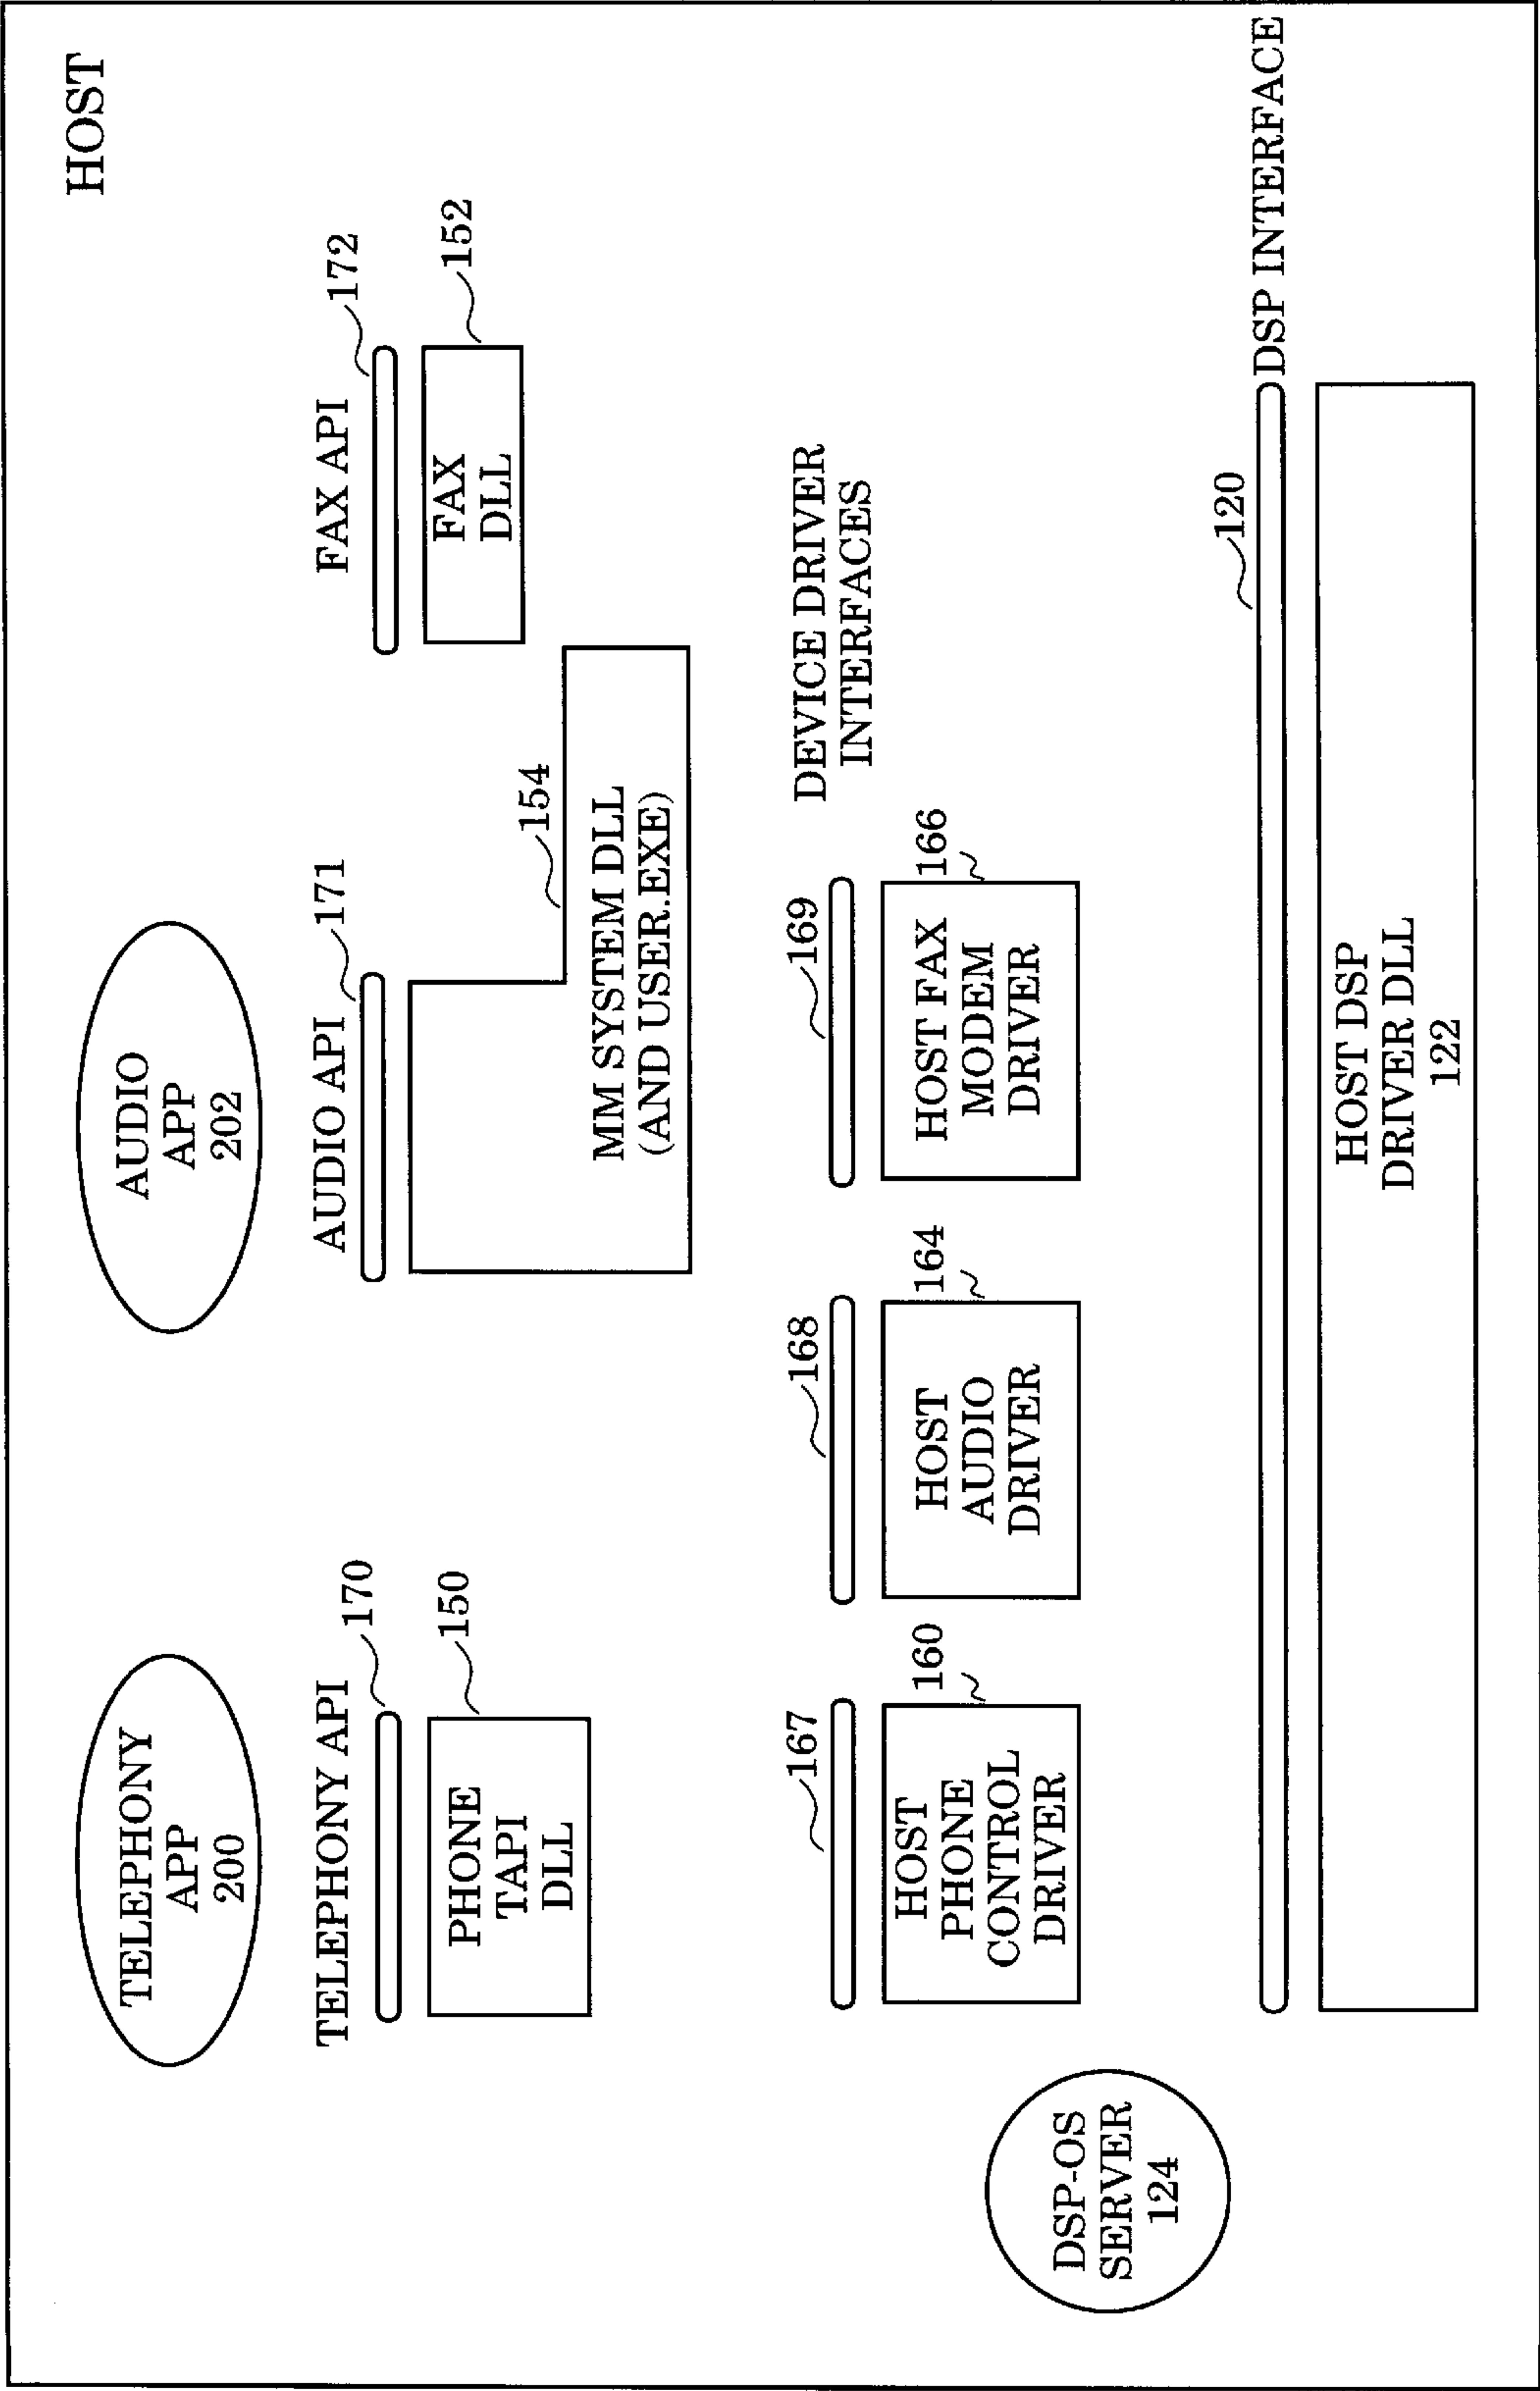 HOST
TELEPHONY
APP
200
AUDIO
APP
202
TELEPHONY API
170
AUDIO API
171
FAX API
172
PHONE
TAPI
DLL
150
154
MM SYSTEM DLL
(AND USER.EXE)
FAX
DLL
152
DEVICE DRIVER
INTERFACES
167
168
169
HOST
PHONE
CONTROL
DRIVER
160
HOST
AUDIO
DRIVER
164
HOST FAX
MODEM
DRIVER
166
DSP-OS
SERVER
124
120
DSP INTERFACE
HOST DSP
DRIVER DLL
122